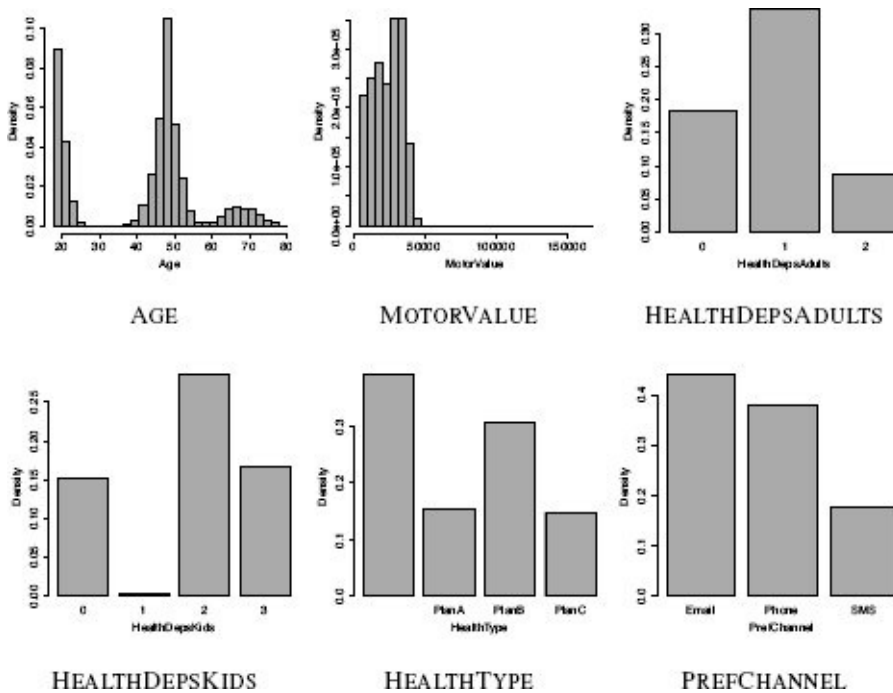 Density
0.00 0.02 0.04 0.06 0.08 0.10
20 30 40 50 60 70 80
Age
AGE
Density
0.0e+00 1.0e-05 2.0e-05 3.0e-05
0 50000 100000 150000
MotorValue
MOTORVALUE
Density
0.00 0.05 0.10 0.15 0.20 0.25 0.30
0 1 2
HealthDepsAdults
HEALTHDEPSADULTS
Density
0.00 0.05 0.10 0.15 0.20 0.25
0 1 2 3
HealthDepsKids
HEALTHDEPSKIDS
Density
0.0 0.1 0.2 0.3
PlanA PlanB PlanC
HealthType
HEALTHTYPE
Density
0.0 0.1 0.2 0.3 0.4
Email Phone SMS
PrefChannel
PREFCHANNEL